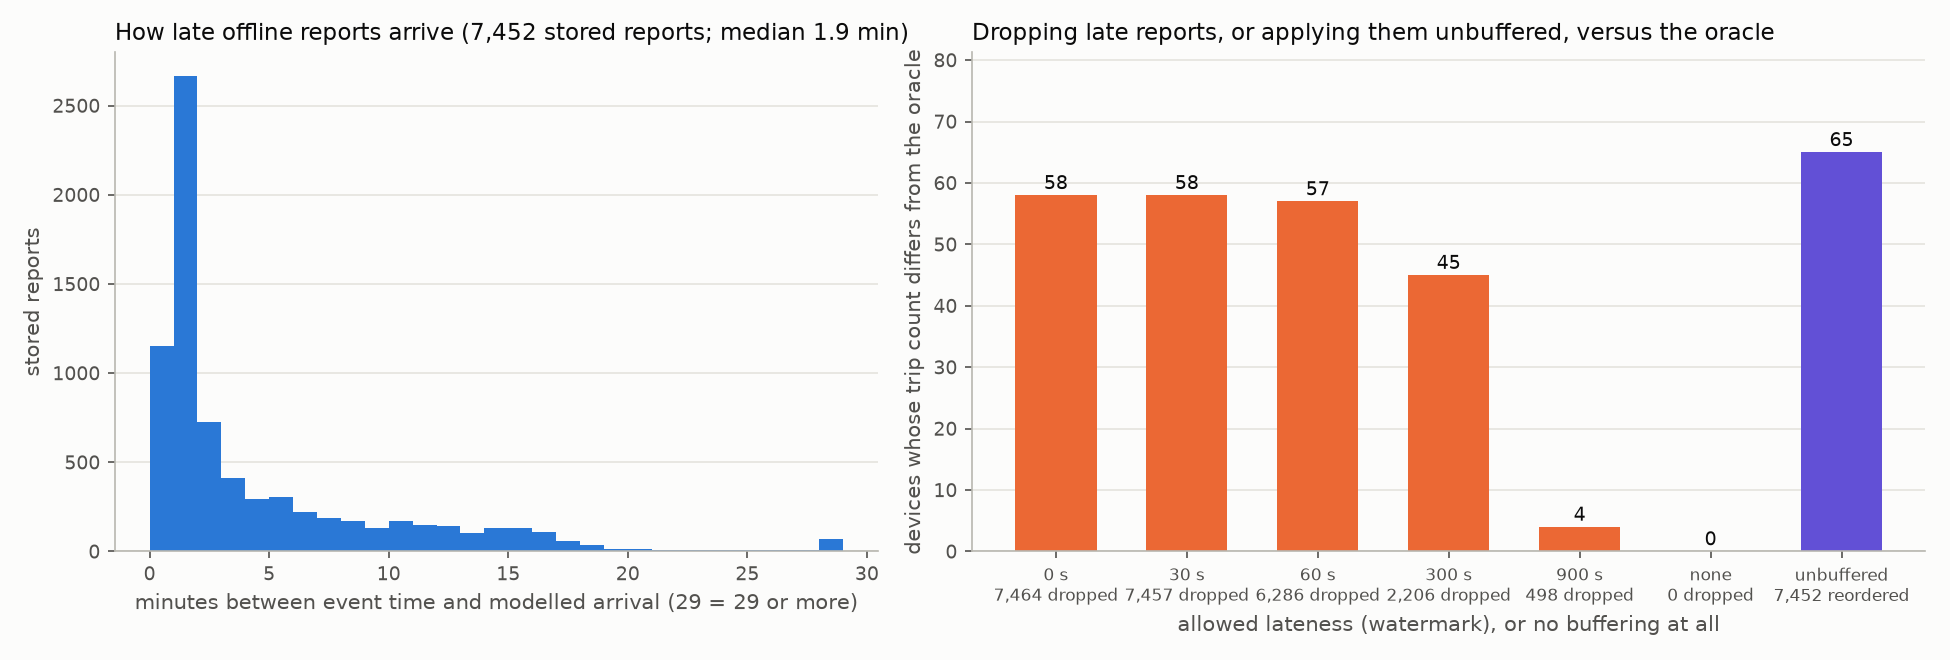 How late offline reports arrive (7,452 stored reports; median 1.9 min)
stored reports
2500
2000
1500
1000
500
0
0 5 10 15 20 25 30
minutes between event time and modelled arrival (29 = 29 or more)
Dropping late reports, or applying them unbuffered, versus the oracle
devices whose trip count differs from the oracle
80
70
60
50
40
30
20
10
0
58 58 57 45 4 0 65
0 s 30 s 60 s 300 s 900 s none unbuffered
7,464 dropped 7,457 dropped 6,286 dropped 2,206 dropped 498 dropped 0 dropped 7,452 reordered
allowed lateness (watermark), or no buffering at all